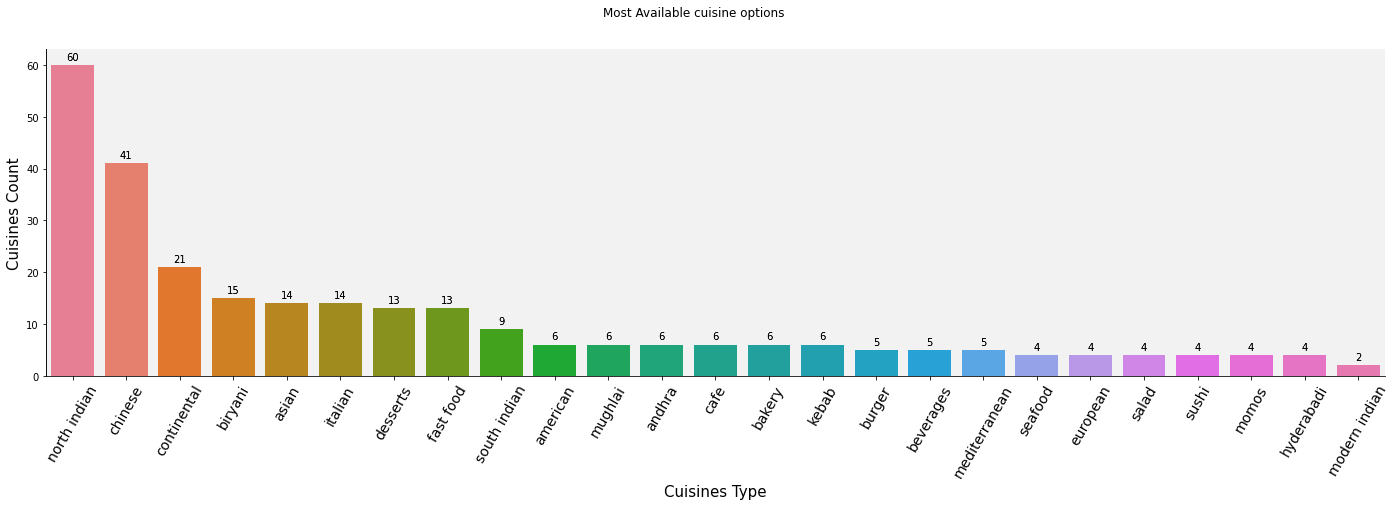 Most Available cuisine options
Cuisines Count
60
50
40
30
20
10
0
60
41
21
15
14
14
13
13
9
6
6
6
6
6
6
5
5
5
4
4
4
4
4
4
2
north indian
chinese
continental
biryani
asian
italian
desserts
fast food
south indian
american
mughlai
andhra
cafe
bakery
kebab
burger
beverages
mediterranean
seafood
european
salad
sushi
momos
hyderabadi
modern indian
Cuisines Type